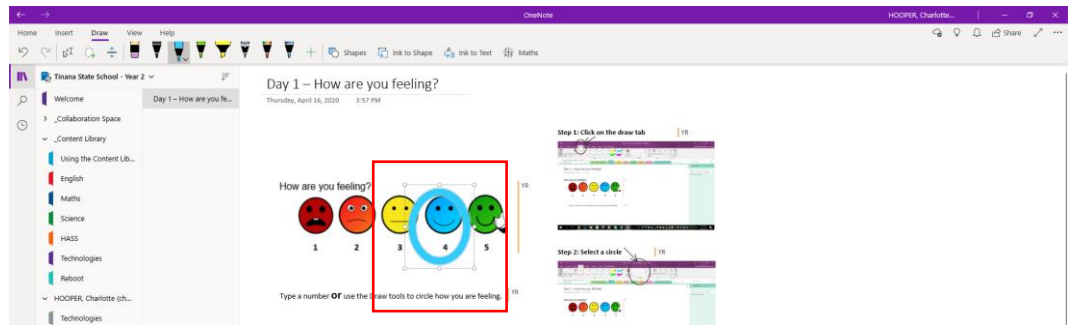 OneNote
HOOPER, Charlotte...
Home Insert Draw View Help
Share
Shapes Ink to Shape Ink to Text Maths
Tinana State School - Year 2
Welcome
_Collaboration Space
_Content Library
Using the Content Lib...
English
Maths
Science
HASS
Technologies
Reboot
HOOPER, Charlotte (ch...
Technologies
Day 1 – How are you fe...
Day 1 – How are you feeling?
Thursday, April 16, 2020 3:57 PM
How are you feeling?
YR
1 2 3 4 5
Type a number or use the Draw tools to circle how you are feeling.
YR
Step 1: Click on the draw tab
YR
Step 2: Select a circle
YR